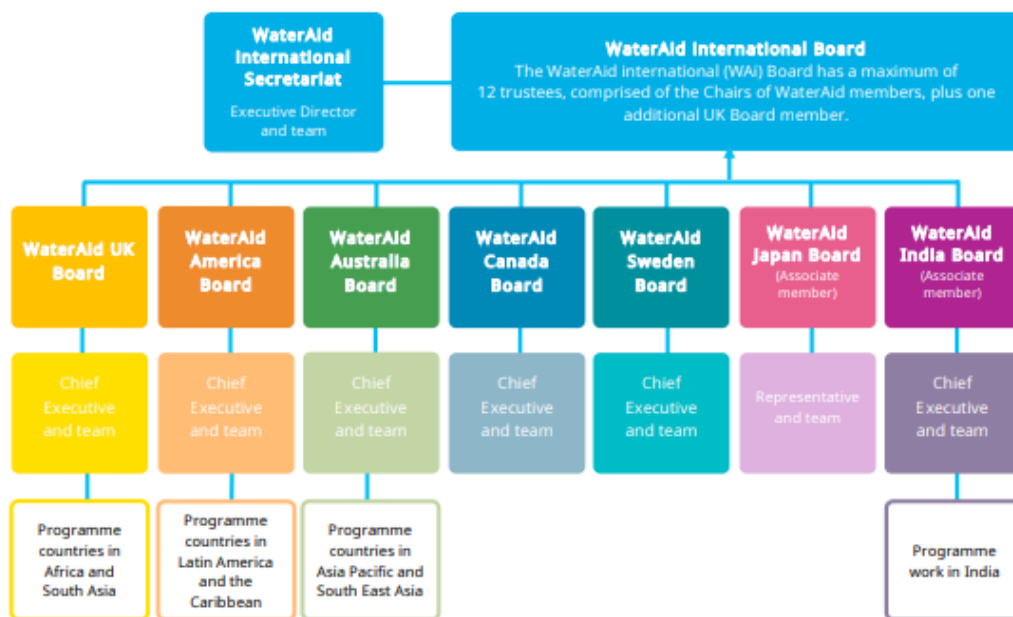 WaterAid
International
Secretariat
Executive Director
and team
WaterAid International Board
The WaterAid international (WAi) Board has a maximum of
12 trustees, comprised of the Chairs of WaterAid members, plus one
additional UK Board member.
WaterAid UK
Board
WaterAid
America
Board
WaterAid
Australia
Board
WaterAid
Canada
Board
WaterAid
Sweden
Board
WaterAid
Japan Board
(Associate
member)
WaterAid
India Board
(Associate
member)
Chief
Executive
and team
Chief
Executive
and team
Chief
Executive
and team
Chief
Executive
and team
Chief
Executive
and team
Representative
and team
Chief
Executive
and team
Programme
countries in
Africa and
South Asia
Programme
countries in
Latin America
and the
Caribbean
Programme
countries in
Asia Pacific and
South East Asia
Programme
work in India